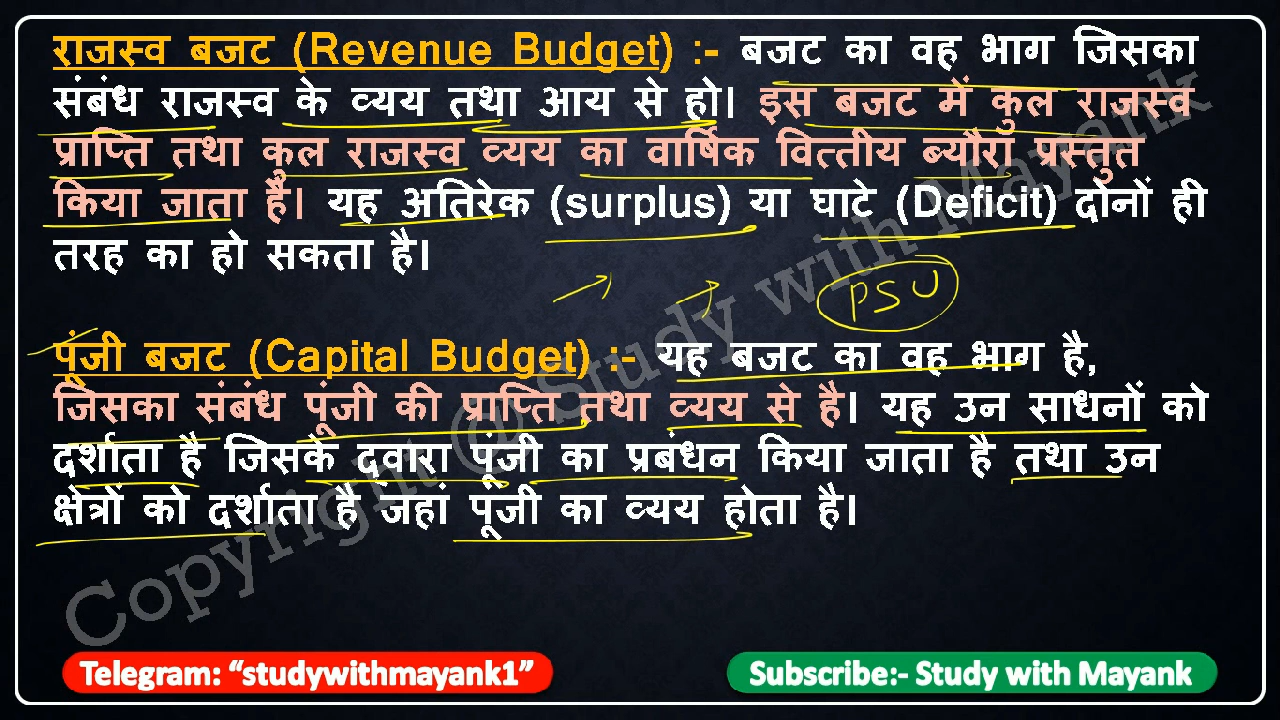 राजस्व बजट (Revenue Budget) :- बजट का वह भाग जिसका
संबंध राजस्व के व्यय तथा आय से हो। इस बजट में कुल राजस्व
प्राप्ति तथा कुल राजस्व व्यय का वार्षिक वित्तीय ब्यौरा प्रस्तुत
किया जाता है। यह अतिरेक (surplus) या घाटे (Deficit) दोनों ही
तरह का हो सकता है।
PSU
पूंजी बजट (Capital Budget) :- यह बजट का वह भाग है,
जिसका संबंध पूंजी की प्राप्ति तथा व्यय से है। यह उन साधनों को
दर्शाता है जिसके द्वारा पूंजी का प्रबंधन किया जाता है तथा उन
क्षेत्रों को दर्शाता है जहां पूंजी का व्यय होता है।
Copyright @ Study with Mayank
Telegram: “studywithmayank1”
Subscribe:- Study with Mayank